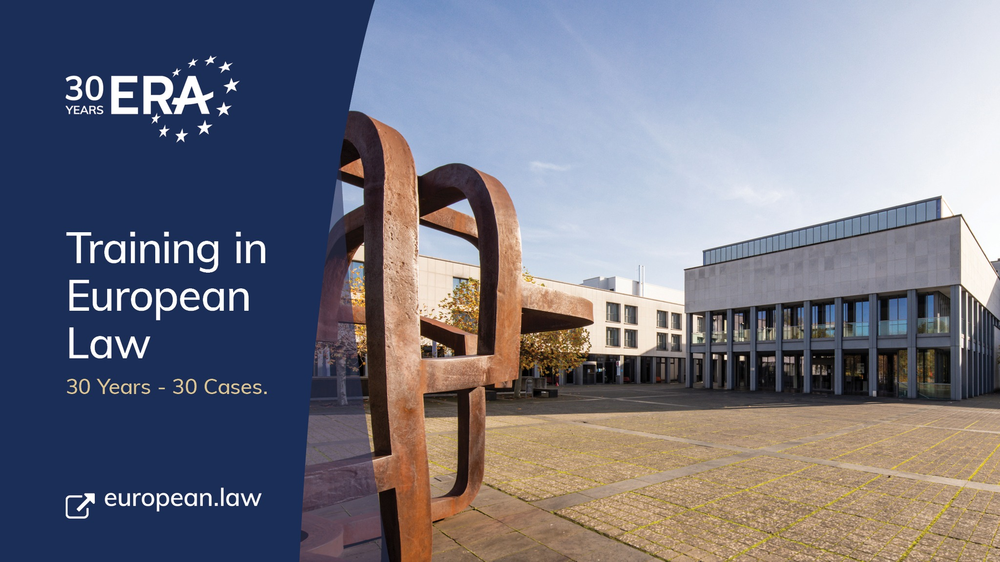 30
YEARS
ERA
Training in
European
Law
30 Years - 30 Cases.
european.law